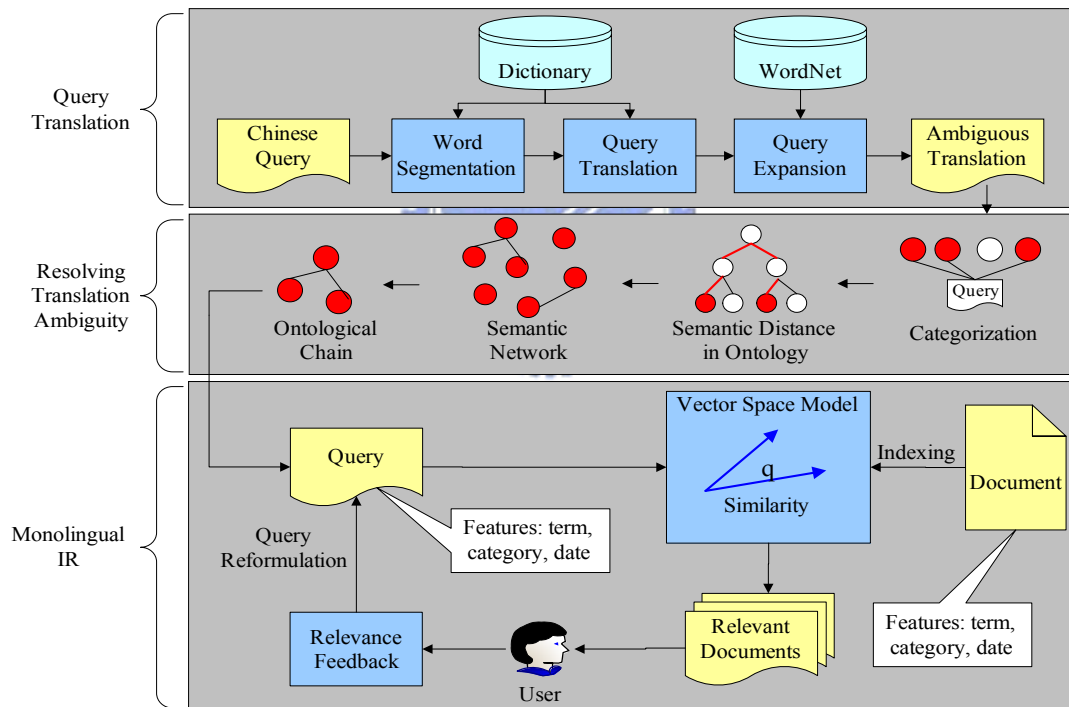 Query
Translation
Dictionary
WordNet
Chinese
Query
Word
Segmentation
Query
Translation
Query
Expansion
Ambiguous
Translation
Resolving
Translation
Ambiguity
Ontological
Chain
Semantic
Network
Semantic Distance
in Ontology
Query
Categorization
Monolingual
IR
Query
Features: term,
category, date
Query
Reformulation
Relevance
Feedback
User
Vector Space Model
q
Similarity
Indexing
Document
Features: term,
category, date
Relevant
Documents